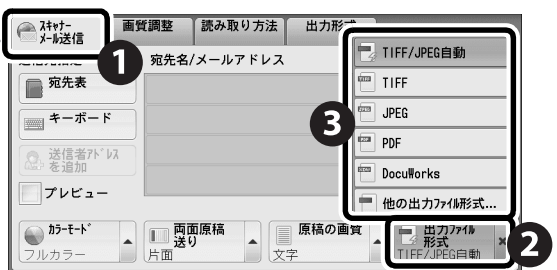 ｽｷｬﾅｰ
ﾒｰﾙ送信
画質調整
読み取り方法
出力形式
1
宛先名/メールアドレス
宛先表
キーボード
送信者ｱﾄﾞﾚｽ
を追加
プレビュー
3
TIFF/JPEG自動
TIFF
JPEG
PDF
DocuWorks
他の出力ﾌｧｲﾙ形式...
ｶﾗｰﾓｰﾄﾞ
フルカラー
両面原稿
送り
片面
原稿の画質
文字
出力ﾌｧｲﾙ
形式
TIFF/JPEG自動
2